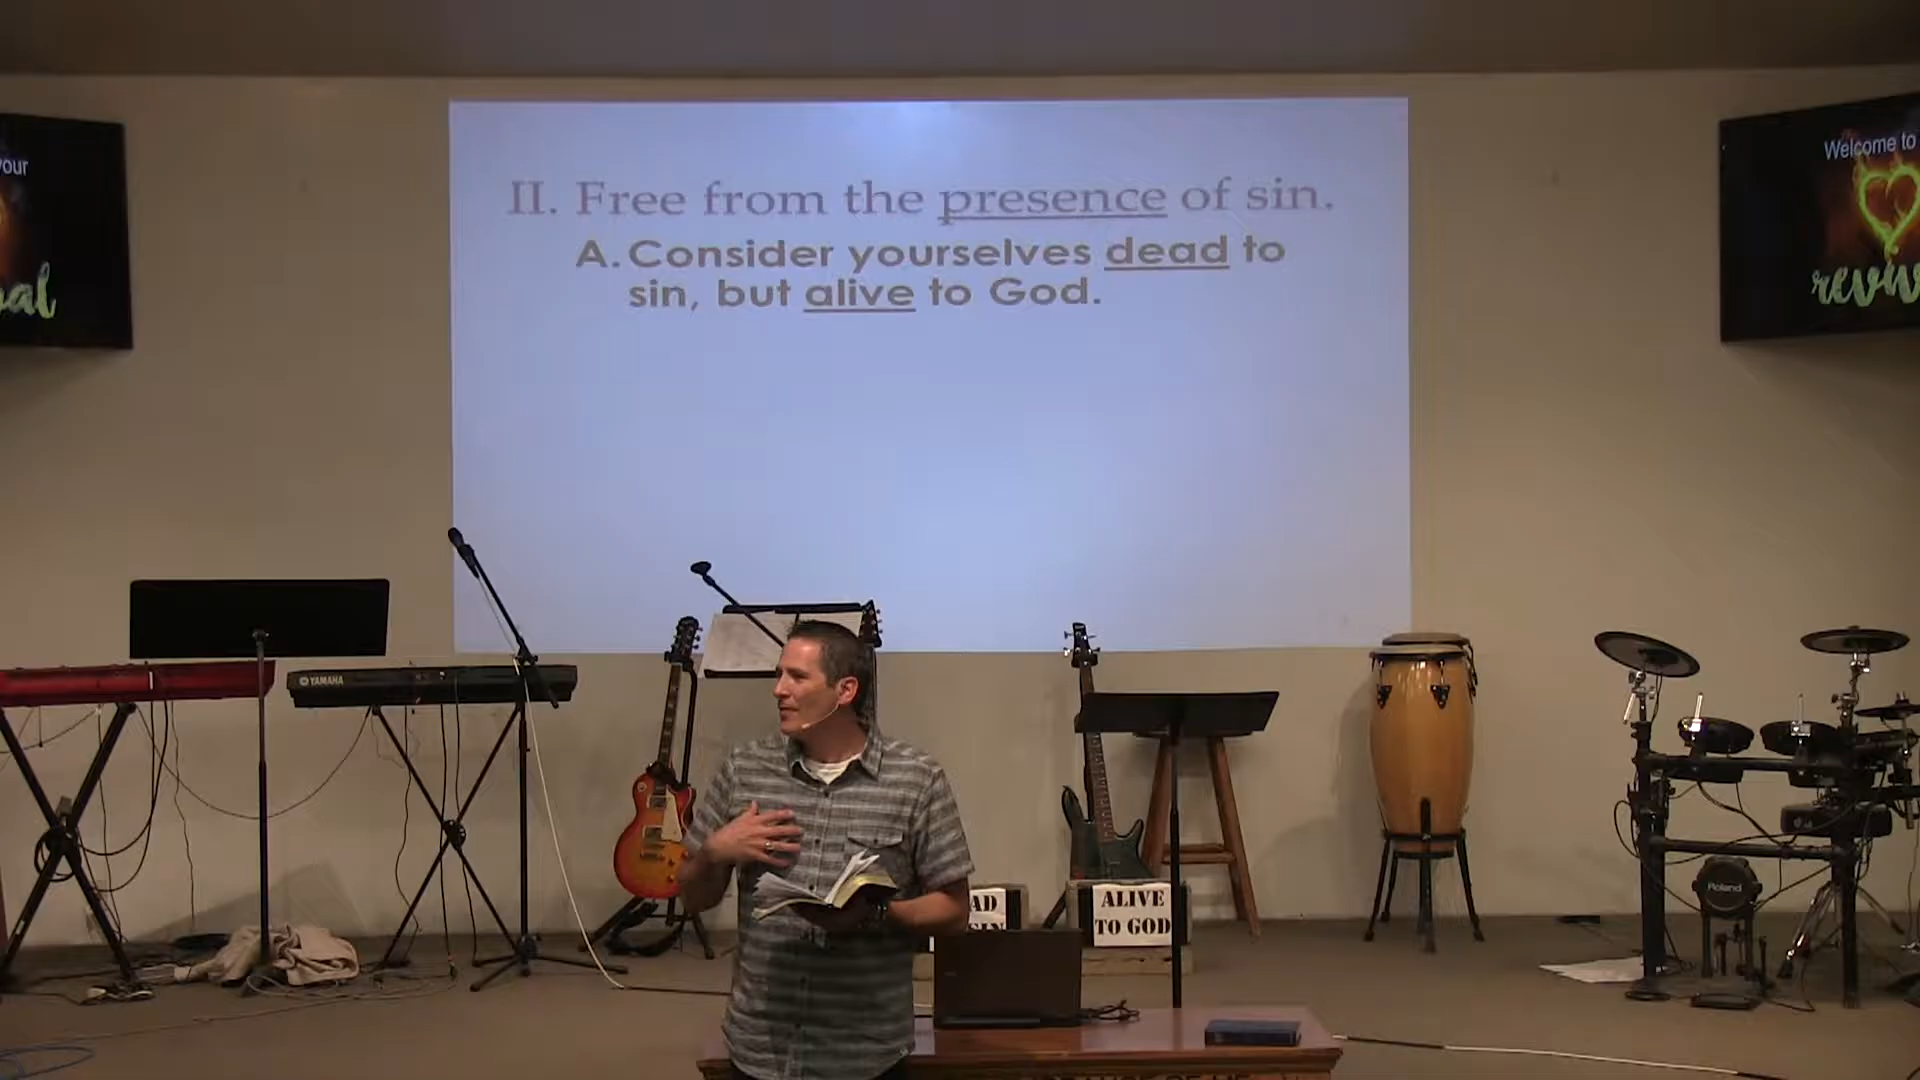 your
II. Free from the presence of sin.
A. Consider yourselves dead to
sin, but alive to God.
Welcome to
YAMAHA
ALIVE
TO GOD
Roland